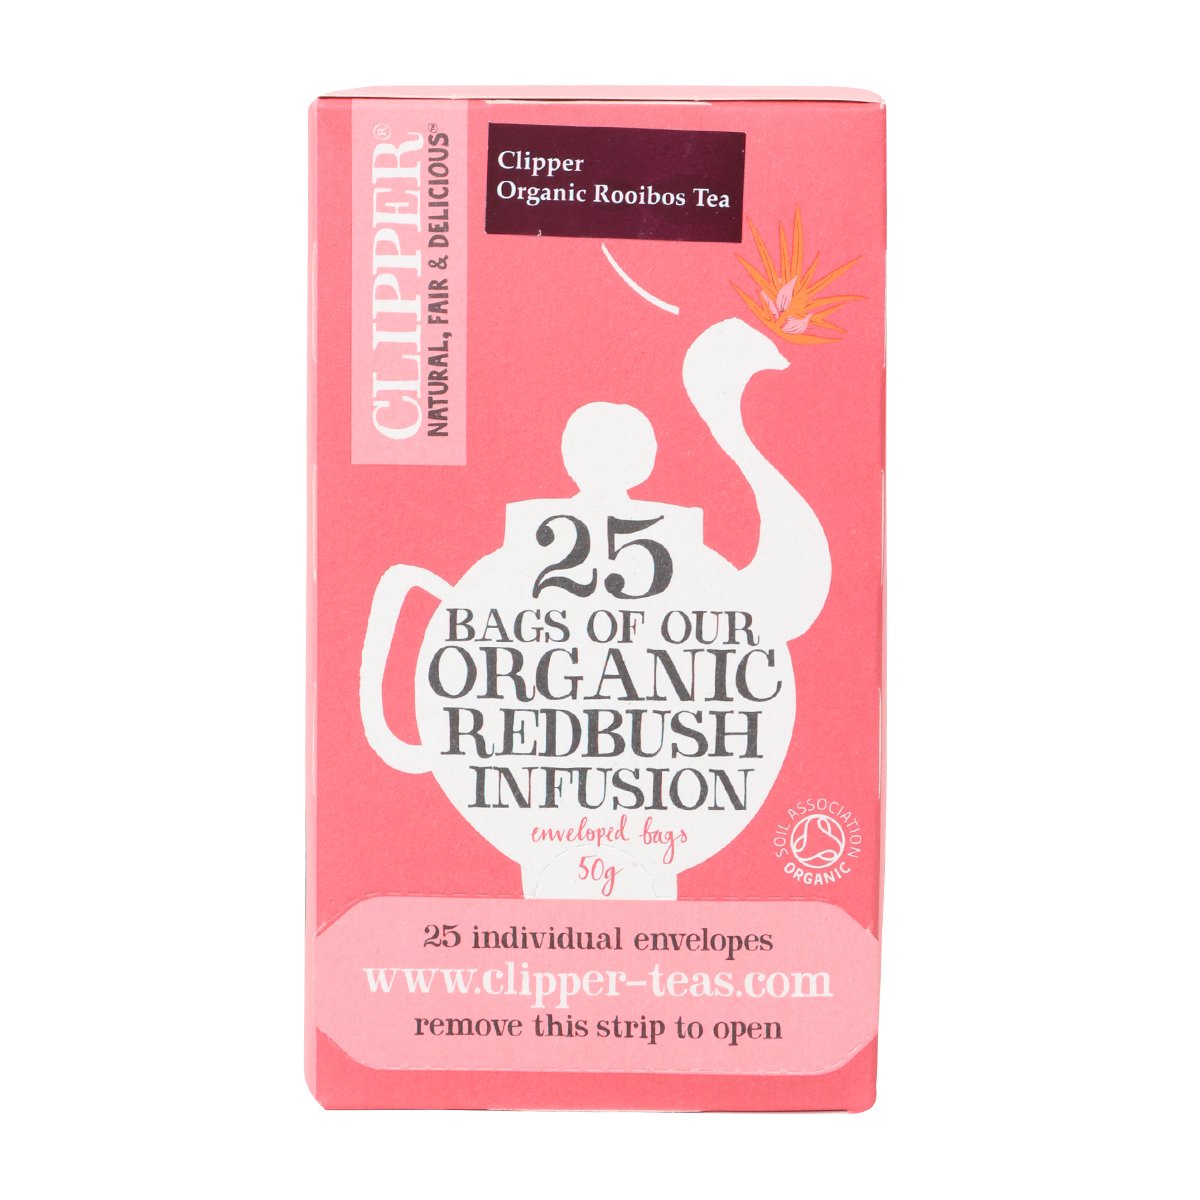 CLIPPER®
NATURAL, FAIR & DELICIOUS™
Clipper
Organic Rooibos Tea
25
BAGS OF OUR
ORGANIC
REDBUSH
INFUSION
enveloped bags
50g
SOIL ASSOCIATION
ORGANIC
25 individual envelopes
www.clipper-teas.com
remove this strip to open